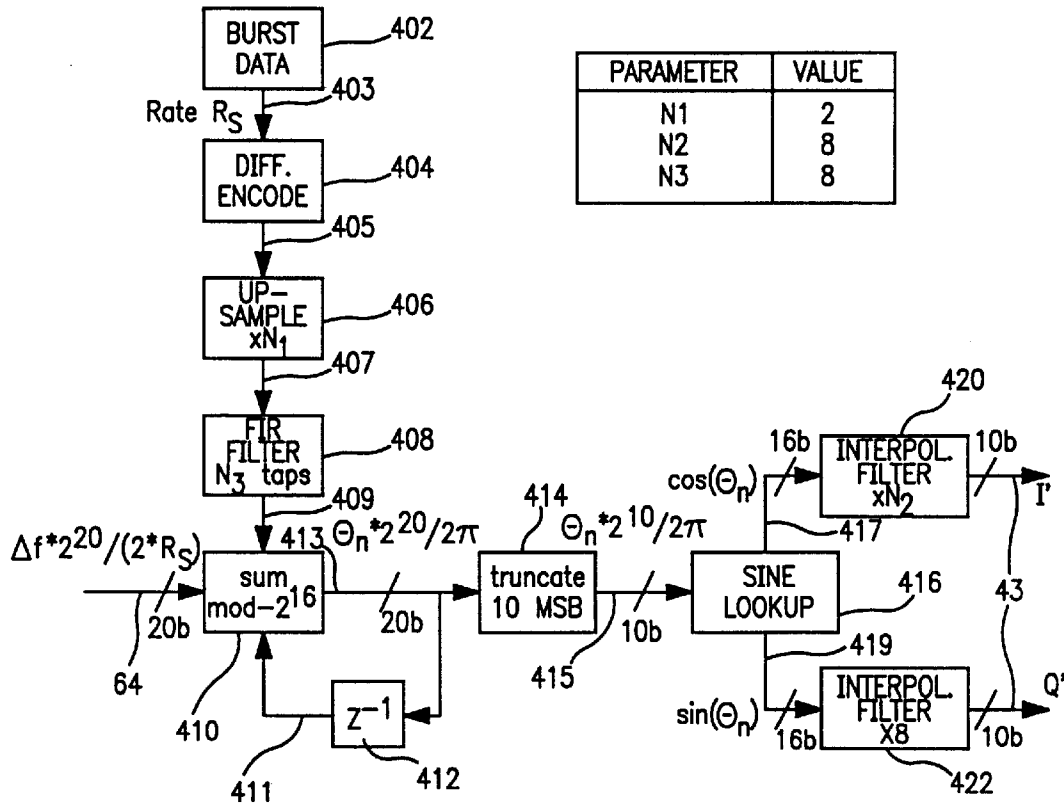 BURST
DATA
402
403
Rate R_S
DIFF.
ENCODE
404
405
UP-
SAMPLE
xN_1
406
407
FIR
FILTER
N_3 taps
408
409
PARAMETER VALUE
N1 2
N2 8
N3 8
Δf*2^20/(2*R_S)
20b
64
sum
mod-2^16
410
413
Θ_n*2^20/2π
20b
411
Z^-1
412
414
truncate
10 MSB
415
Θ_n*2^10/2π
10b
SINE
LOOKUP
416
cos(Θ_n)
417
16b
420
INTERPOL.
FILTER
xN_2
10b
I'
43
419
sin(Θ_n)
16b
INTERPOL.
FILTER
X8
422
10b
Q'